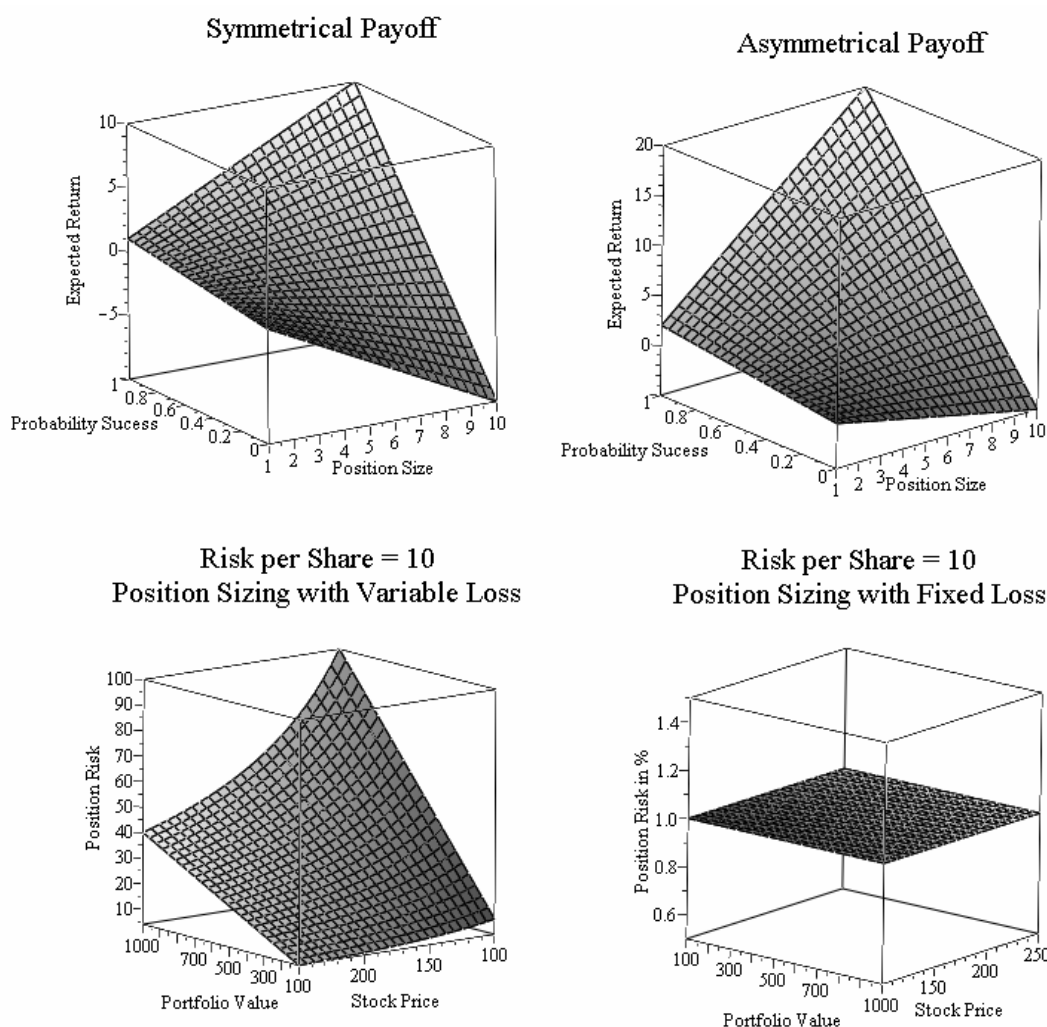 Symmetrical Payoff
Asymmetrical Payoff
10
5
0
−5
Expected Return
1
0.8
0.6
0.4
0.2
0
Probability Sucess
1 2 3 4 5 6 7 8 9 10
Position Size
20
15
10
5
0
Expected Return
1
0.8
0.6
0.4
0.2
0
Probability Sucess
1 2 3 4 5 6 7 8 9 10
Position Size
Risk per Share = 10
Position Sizing with Variable Loss
Risk per Share = 10
Position Sizing with Fixed Loss
100
90
80
70
60
50
40
30
20
10
Position Risk
1000 700 500 300 100
Portfolio Value
200 150 100
Stock Price
1.4
1.2
1.0
0.8
0.6
Position Risk in %
100 300 500 700 1000
Portfolio Value
150 200 250
Stock Price